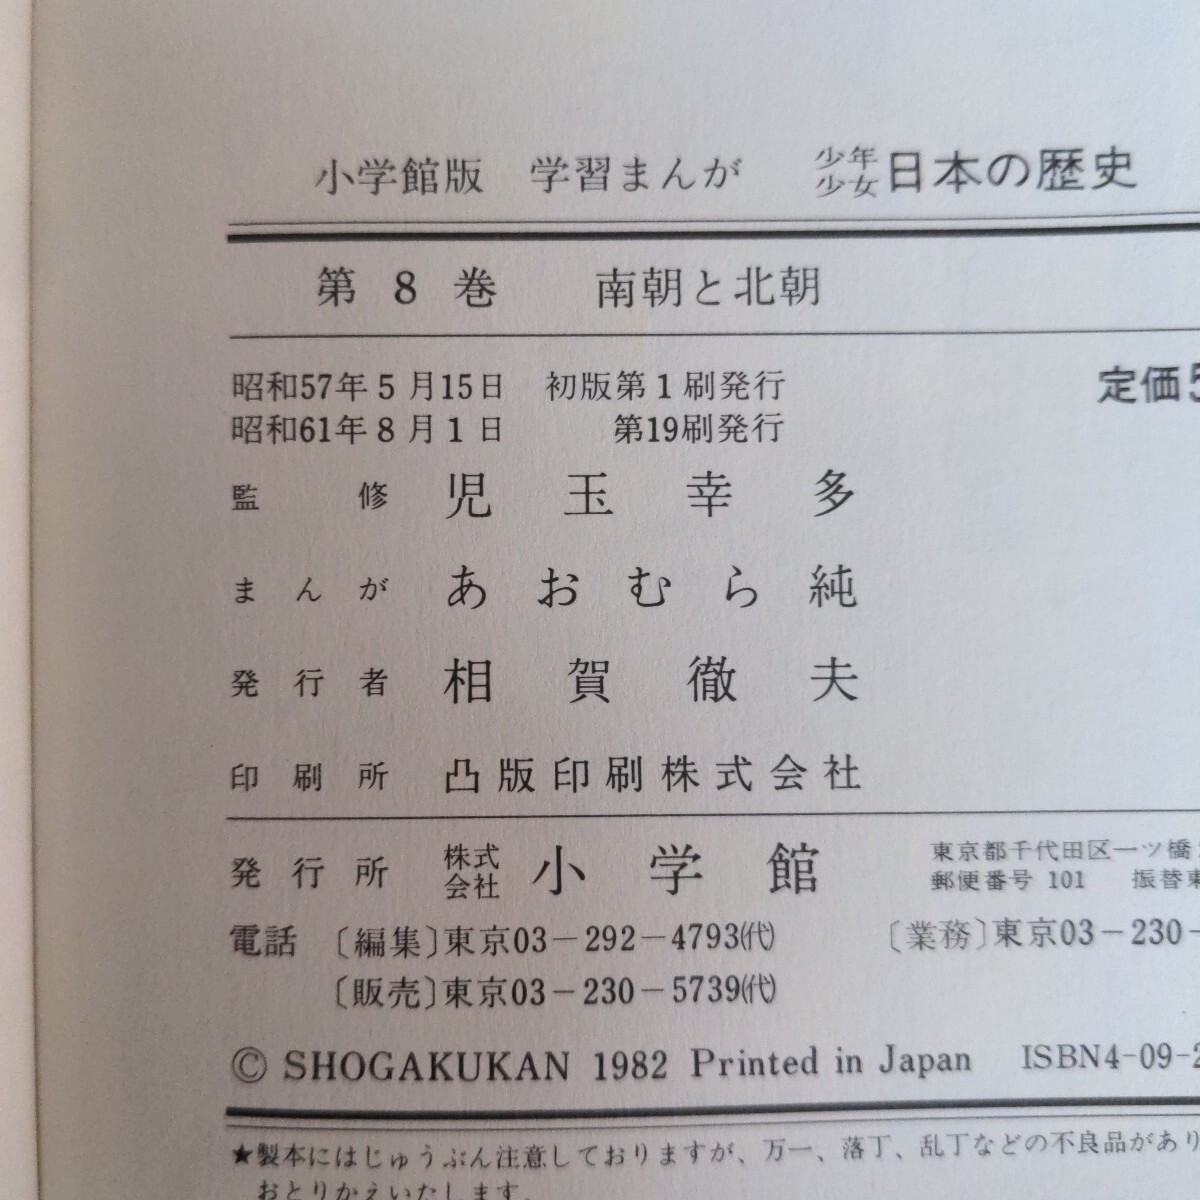 小学館版 学習まんが 少年少女日本の歴史
第8巻 南朝と北朝
昭和57年5月15日 初版第1刷発行 定価5
昭和61年8月1日 第19刷発行
監修 児玉幸多
まんが あおむら純
発行者 相賀徹夫
印刷所 凸版印刷株式会社
発行所 株式会社 小学館 東京都千代田区一ツ橋
郵便番号 101 振替東
電話 〔編集〕東京03－292－4793㈹ 〔業務〕東京03－230－
〔販売〕東京03－230－5739㈹
© SHOGAKUKAN 1982 Printed in Japan ISBN4-09-2
★製本にはじゅうぶん注意しておりますが、万一、落丁、乱丁などの不良品があり
おとりかえいたします。